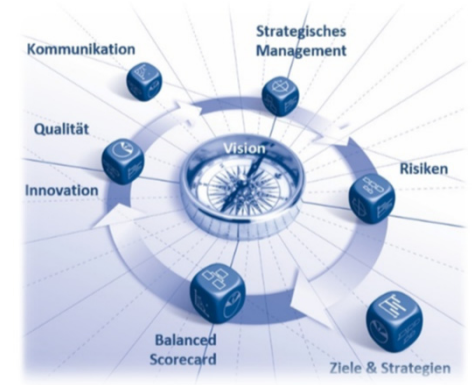 Strategisches
Management
Kommunikation
Qualität
Vision
Risiken
Innovation
Balanced
Scorecard
Ziele & Strategien